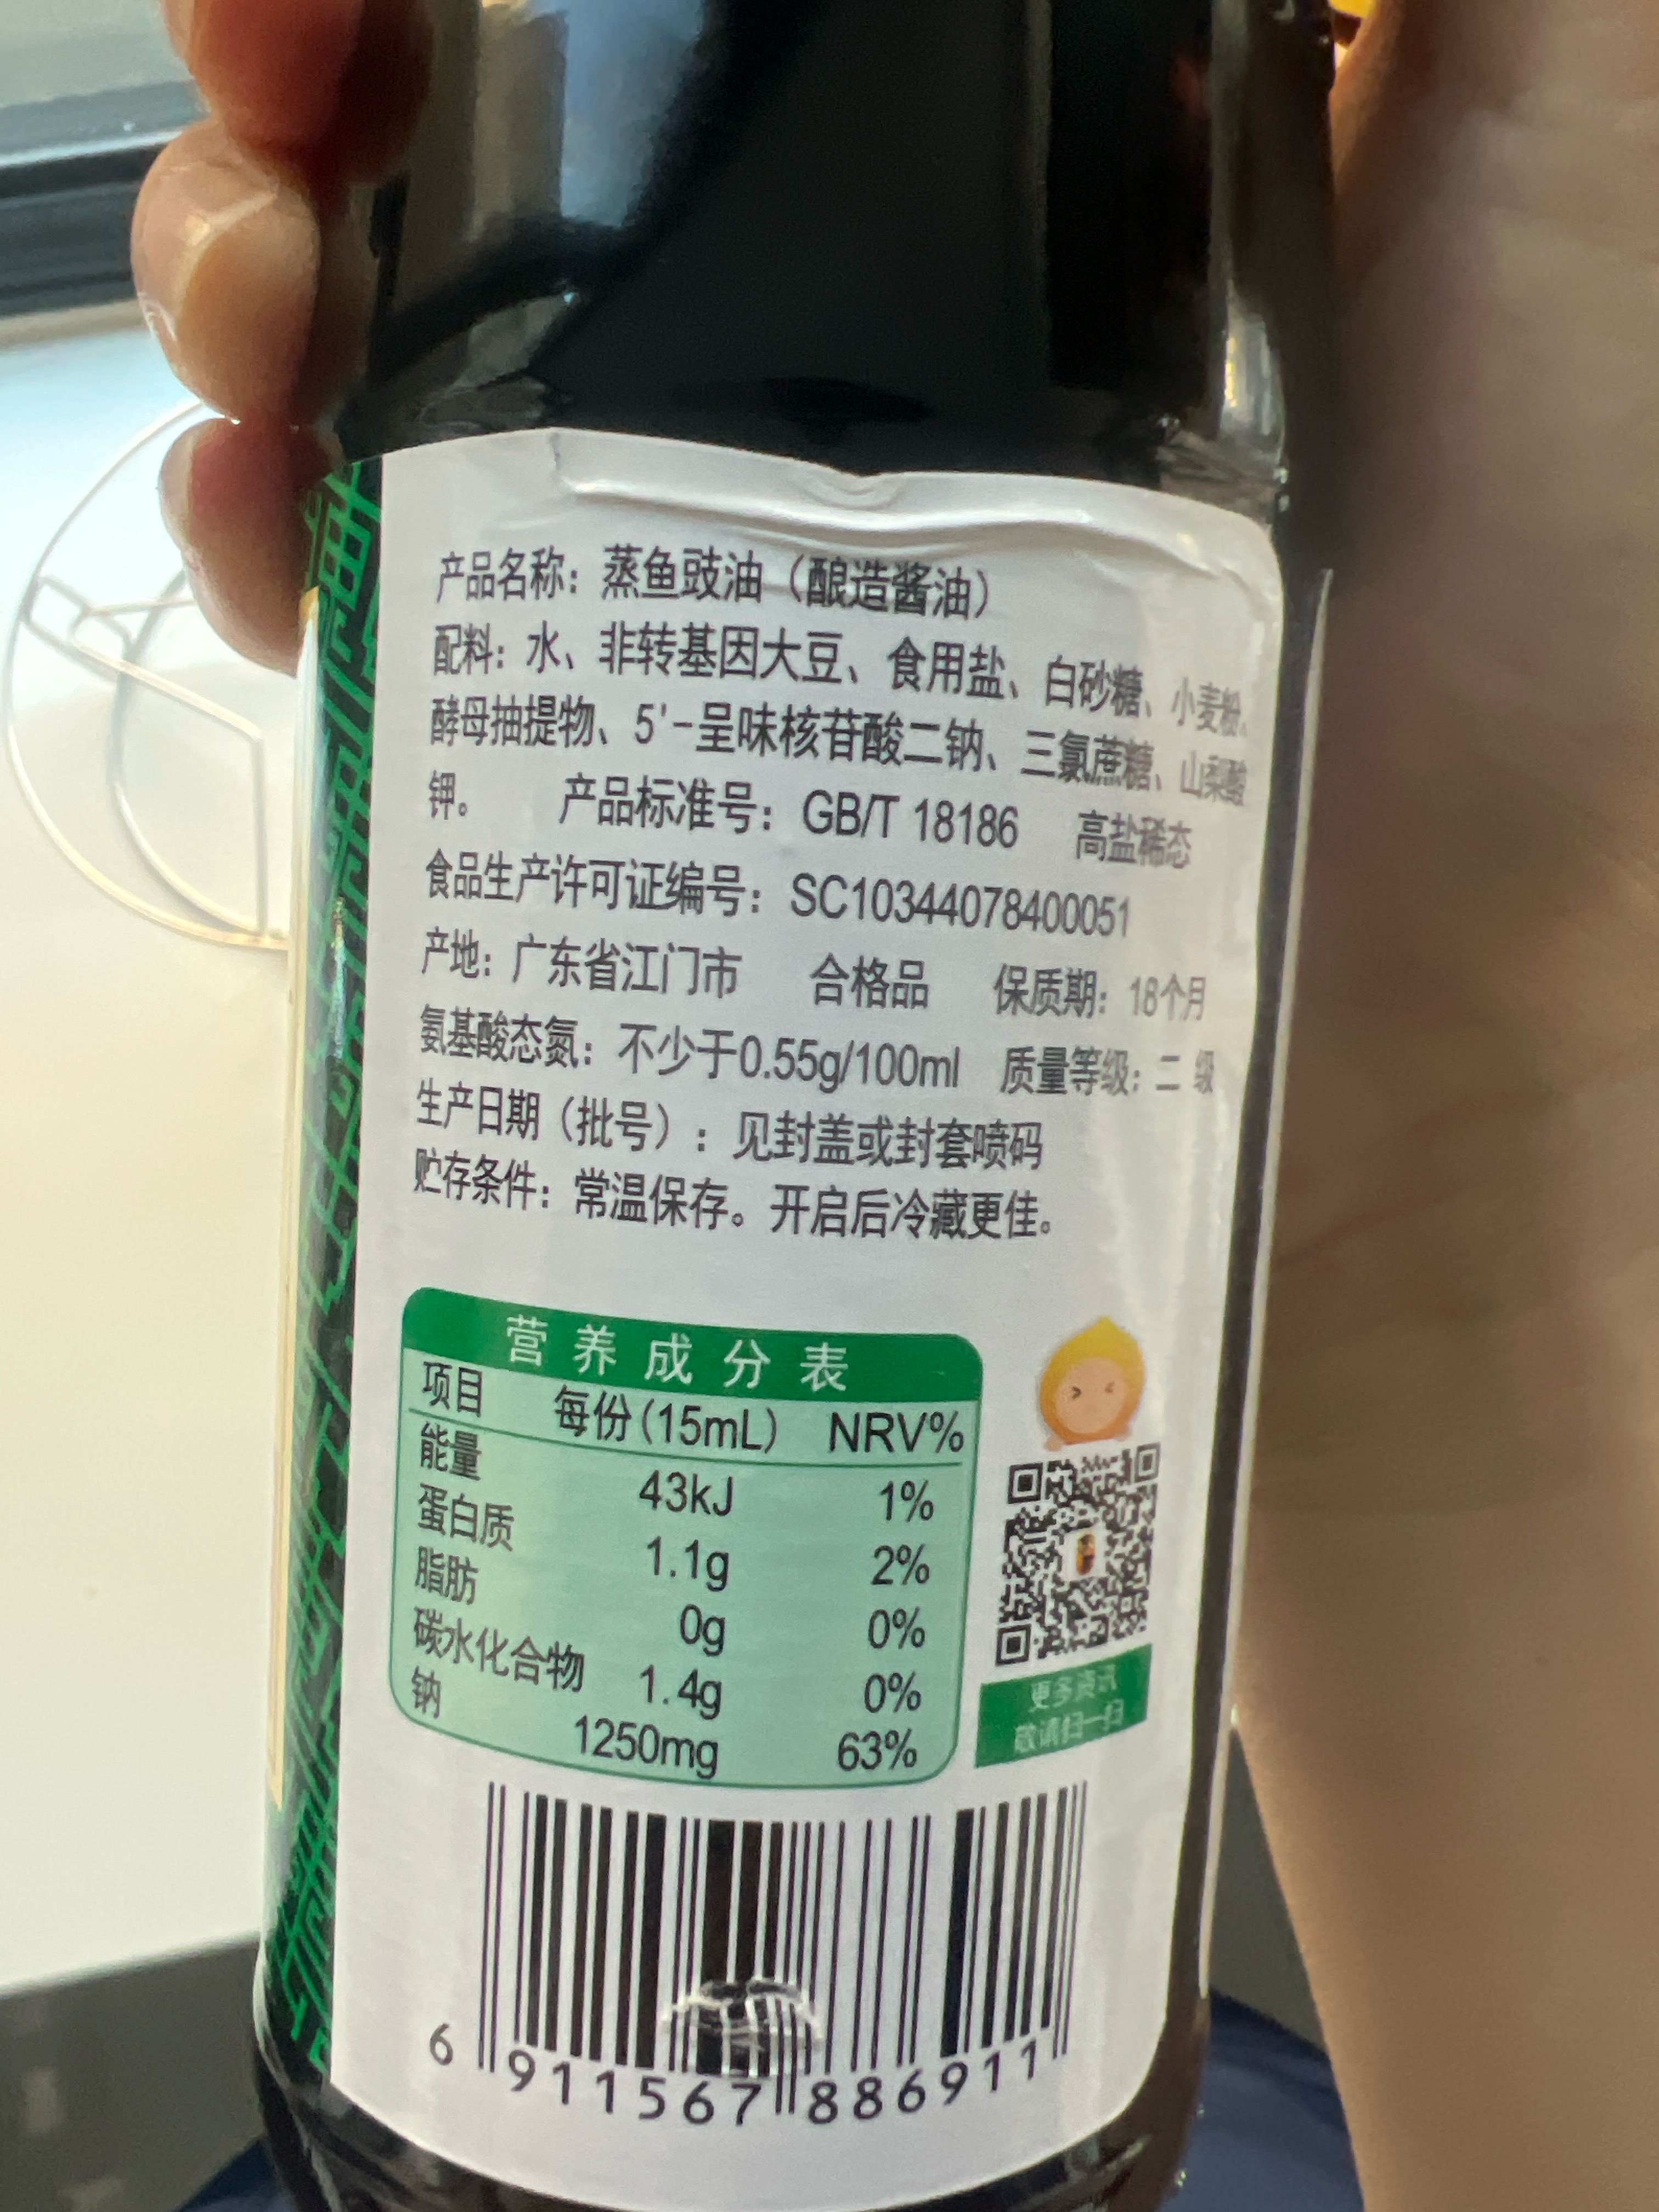 产品名称：蒸鱼豉油（酿造酱油）
配料：水、非转基因大豆、食用盐、白砂糖、小麦粉、
酵母抽提物、5'-呈味核苷酸二钠、三氯蔗糖、山梨酸
钾。 产品标准号：GB/T 18186 高盐稀态
食品生产许可证编号：SC10344078400051
产地：广东省江门市 合格品 保质期：18个月
氨基酸态氮：不少于0.55g/100ml 质量等级：二 级
生产日期（批号）：见封盖或封套喷码
贮存条件：常温保存。开启后冷藏更佳。
营养成分表
项目 每份(15mL) NRV%
能量 43kJ 1%
蛋白质 1.1g 2%
脂肪 0g 0%
碳水化合物 1.4g 0%
钠 1250mg 63%
更多资讯
敬请扫一扫
6 911567 886911